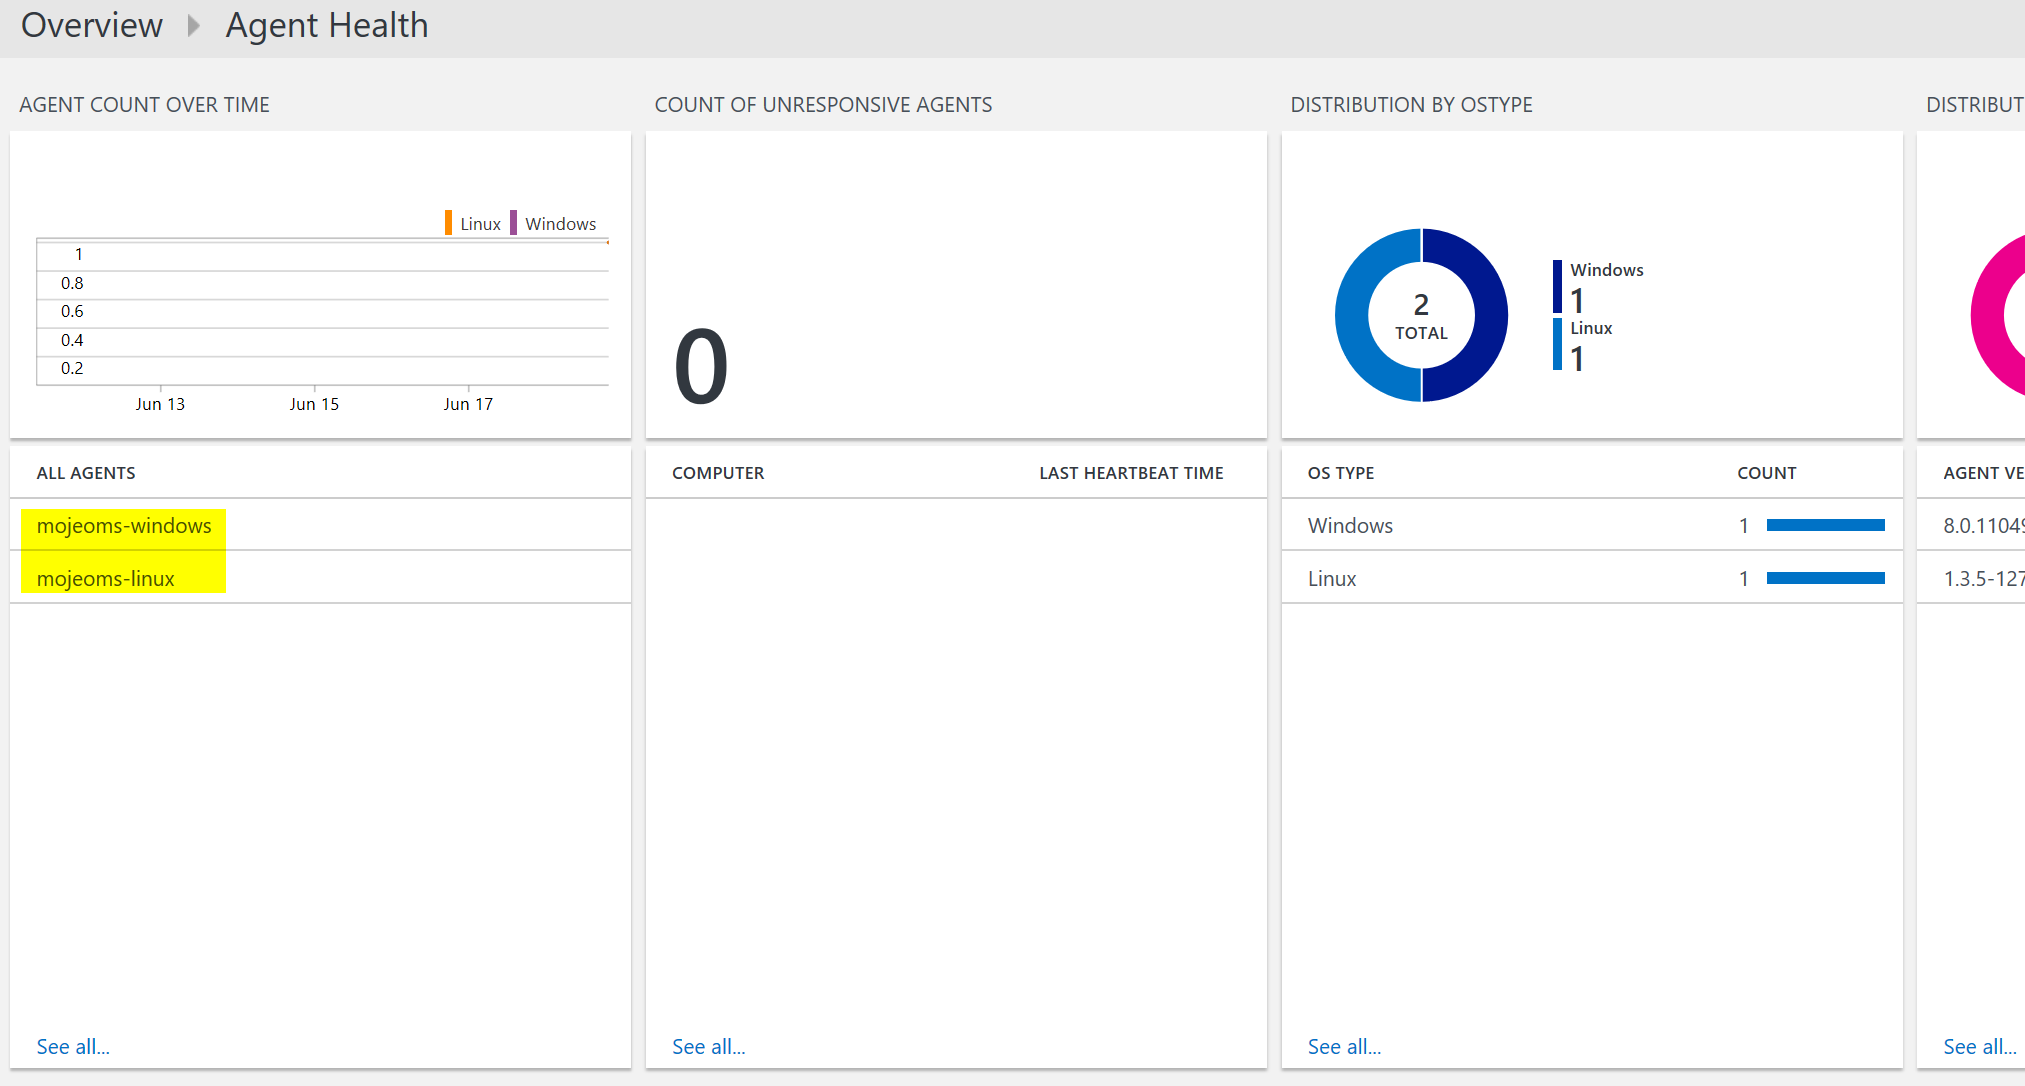 Overview Agent Health
AGENT COUNT OVER TIME
Linux Windows
1
0.8
0.6
0.4
0.2
Jun 13 Jun 15 Jun 17
ALL AGENTS
mojeoms-windows
mojeoms-linux
See all...
COUNT OF UNRESPONSIVE AGENTS
0
COMPUTER LAST HEARTBEAT TIME
See all...
DISTRIBUTION BY OSTYPE
2
TOTAL
Windows
1
Linux
1
OS TYPE COUNT
Windows 1
Linux 1
See all...
DISTRIBUT
AGENT VE
8.0.11049
1.3.5-127
See all...